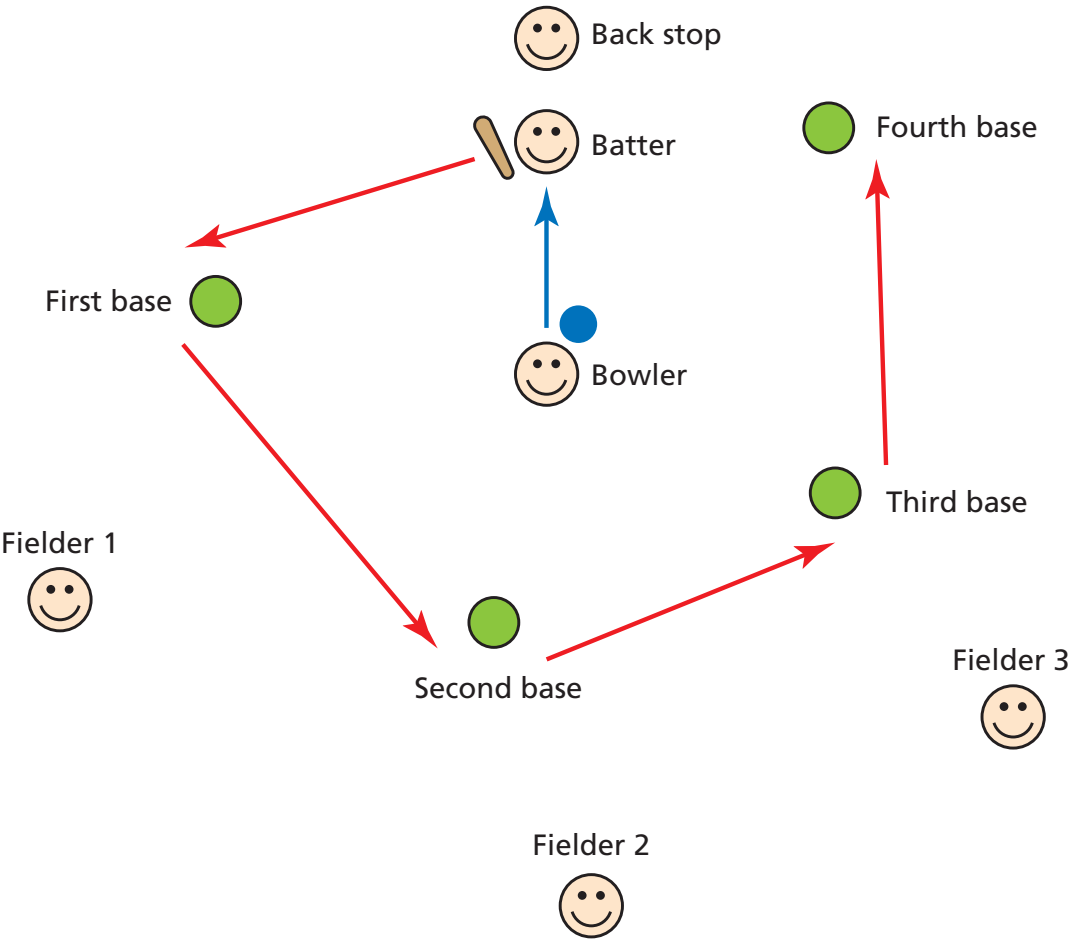 Back stop
Batter
Fourth base
First base
Bowler
Third base
Fielder 1
Fielder 3
Second base
Fielder 2